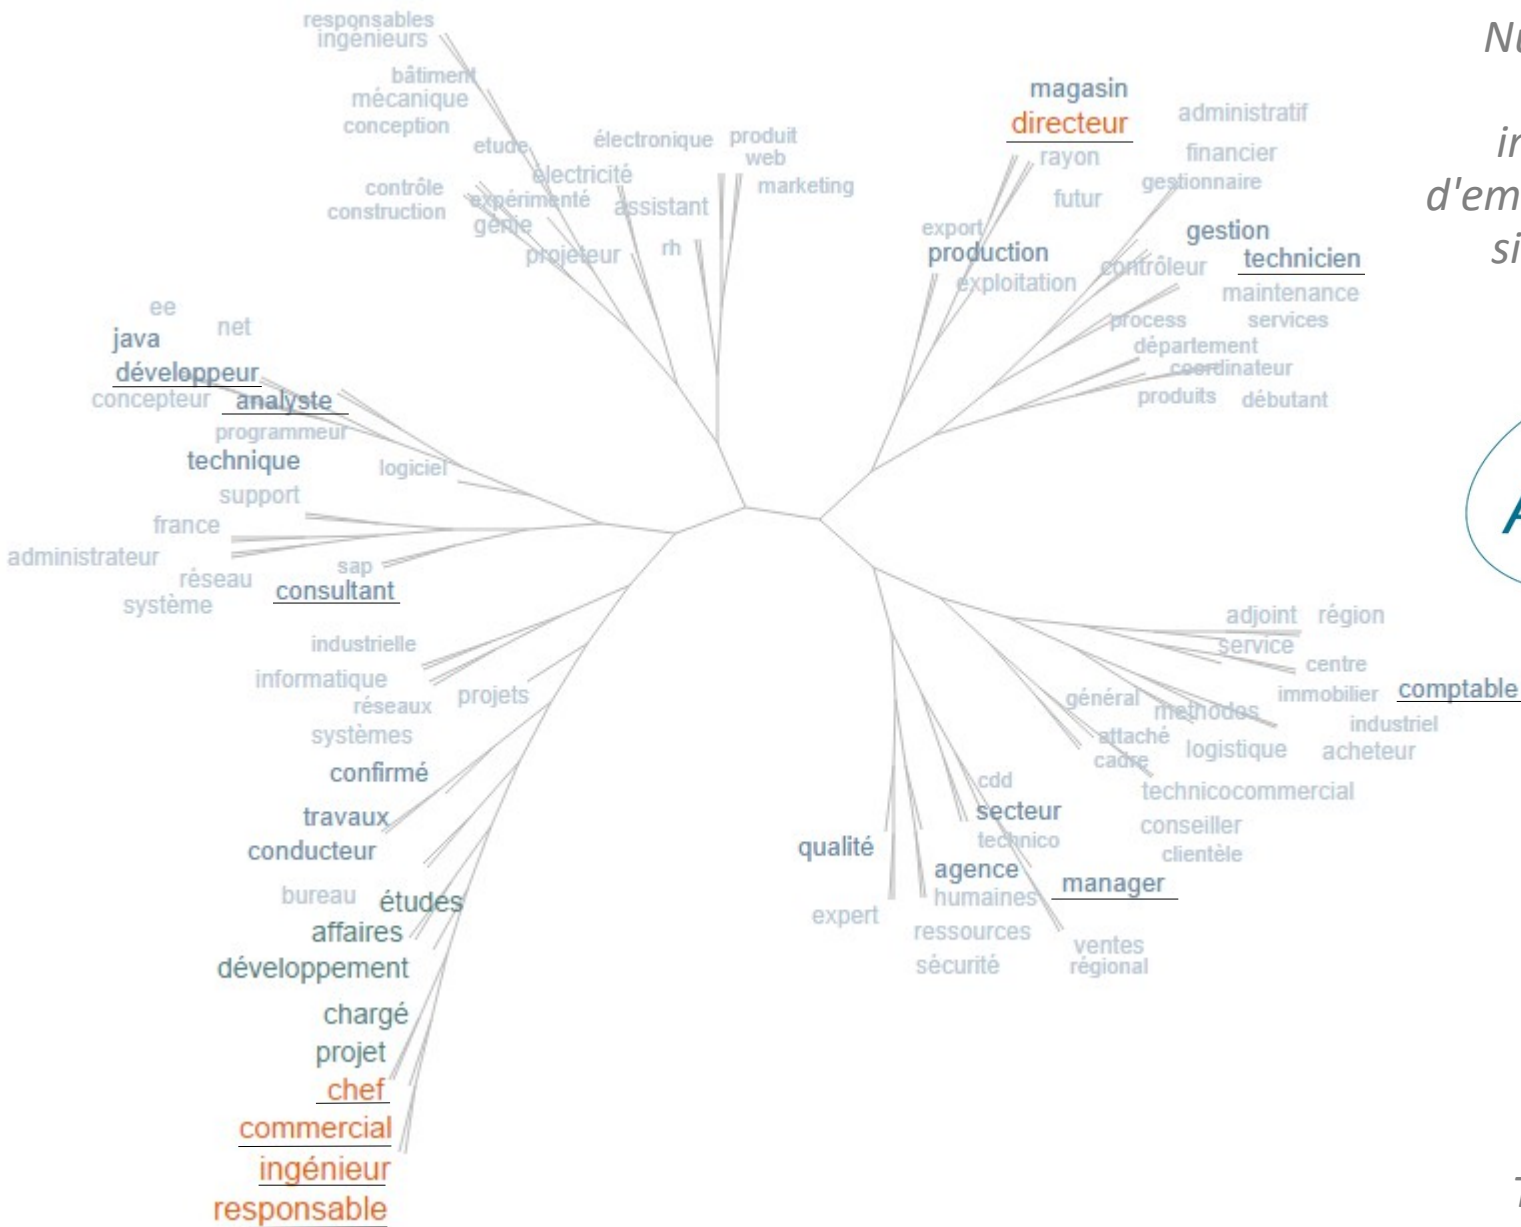 responsables
ingénieurs
bâtiment
mécanique
conception
etude
électricité
contrôle
expérimenté
construction
génie
projeteur
électronique
produit
web
marketing
assistant
rh
magasin
directeur
rayon
futur
administratif
financier
gestionnaire
export
production
exploitation
gestion
technicien
contrôleur
maintenance
process
services
département
coordinateur
produits
débutant
ee
net
java
développeur
concepteur
analyste
programmeur
technique
logiciel
support
france
administrateur
sap
réseau
consultant
système
industrielle
informatique
projets
réseaux
systèmes
confirmé
travaux
conducteur
bureau
études
affaires
développement
chargé
projet
chef
commercial
ingénieur
responsable
adjoint
région
service
centre
immobilier
comptable
général
methodos
industriel
attaché
logistique
acheteur
cadre
technicocommercial
conseiller
clientèle
cdd
secteur
technico
qualité
agence
manager
humaines
expert
ressources
ventes
sécurité
régional
d'em
si